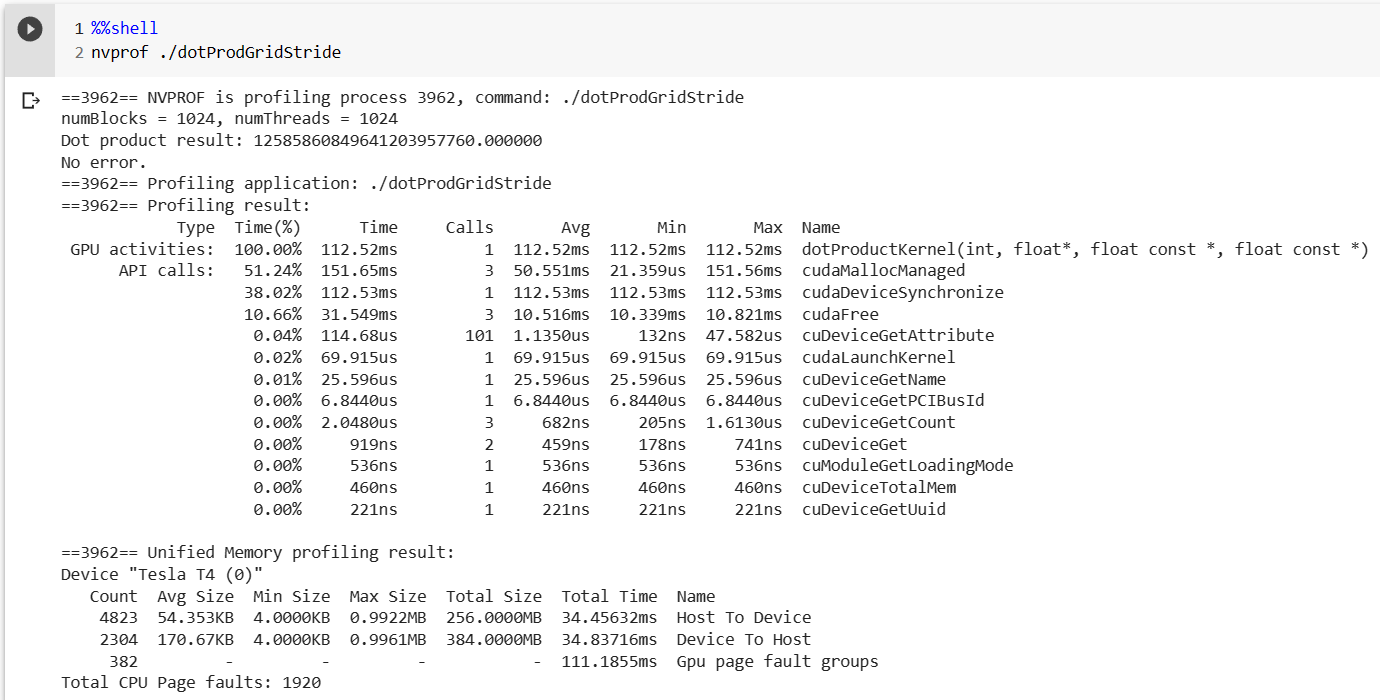 1 %%shell
2 nvprof ./dotProdGridStride
==3962== NVPROF is profiling process 3962, command: ./dotProdGridStride
numBlocks = 1024, numThreads = 1024
Dot product result: 12585860849641203957760.000000
No error.
==3962== Profiling application: ./dotProdGridStride
==3962== Profiling result:
Type Time(%) Time Calls Avg Min Max Name
GPU activities: 100.00% 112.52ms 1 112.52ms 112.52ms 112.52ms dotProductKernel(int, float*, float const *, float const *)
API calls: 51.24% 151.65ms 3 50.551ms 21.359us 151.56ms cudaMallocManaged
38.02% 112.53ms 1 112.53ms 112.53ms 112.53ms cudaDeviceSynchronize
10.66% 31.549ms 3 10.516ms 10.339ms 10.821ms cudaFree
0.04% 114.68us 101 1.1350us 132ns 47.582us cuDeviceGetAttribute
0.02% 69.915us 1 69.915us 69.915us 69.915us cudaLaunchKernel
0.01% 25.596us 1 25.596us 25.596us 25.596us cuDeviceGetName
0.00% 6.8440us 1 6.8440us 6.8440us 6.8440us cuDeviceGetPCIBusId
0.00% 2.0480us 3 682ns 205ns 1.6130us cuDeviceGetCount
0.00% 919ns 2 459ns 178ns 741ns cuDeviceGet
0.00% 536ns 1 536ns 536ns 536ns cuModuleGetLoadingMode
0.00% 460ns 1 460ns 460ns 460ns cuDeviceTotalMem
0.00% 221ns 1 221ns 221ns 221ns cuDeviceGetUuid
==3962== Unified Memory profiling result:
Device "Tesla T4 (0)"
Count Avg Size Min Size Max Size Total Size Total Time Name
4823 54.353KB 4.0000KB 0.9922MB 256.0000MB 34.45632ms Host To Device
2304 170.67KB 4.0000KB 0.9961MB 384.0000MB 34.83716ms Device To Host
382 - - - - 111.1855ms Gpu page fault groups
Total CPU Page faults: 1920